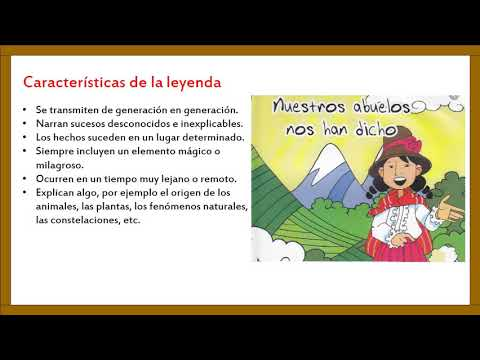 Características de la leyenda
• Se transmiten de generación en generación.
• Narran sucesos desconocidos e inexplicables.
• Los hechos suceden en un lugar determinado.
• Siempre incluyen un elemento mágico o
milagroso.
• Ocurren en un tiempo muy lejano o remoto.
• Explican algo, por ejemplo el origen de los
animales, las plantas, los fenómenos naturales,
las constelaciones, etc.
Nuestros abuelos
nos han dicho